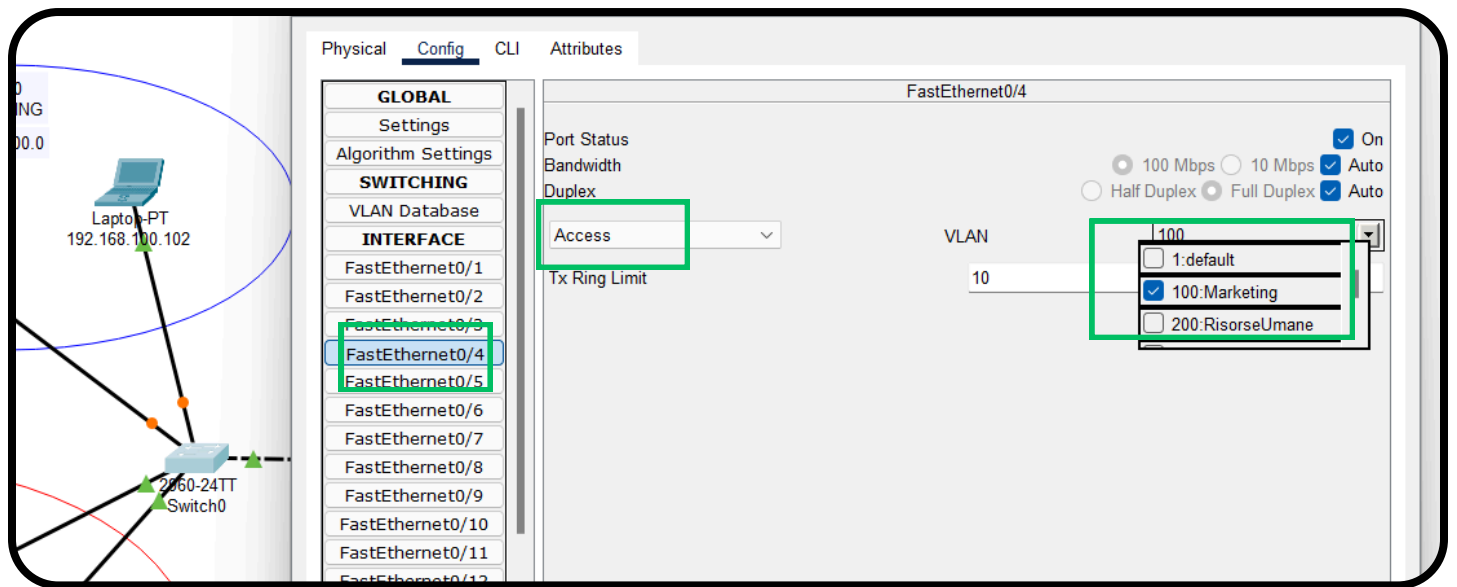 0
ING
00.0
Laptop-PT
192.168.100.102
2960-24TT
Switch0
Physical Config CLI Attributes
GLOBAL
Settings
Algorithm Settings
SWITCHING
VLAN Database
INTERFACE
FastEthernet0/1
FastEthernet0/2
FastEthernet0/3
FastEthernet0/4
FastEthernet0/5
FastEthernet0/6
FastEthernet0/7
FastEthernet0/8
FastEthernet0/9
FastEthernet0/10
FastEthernet0/11
FastEthernet0/12
FastEthernet0/4
Port Status On
Bandwidth 100 Mbps 10 Mbps Auto
Duplex Half Duplex Full Duplex Auto
Access VLAN 100
1:default
Tx Ring Limit 10
100:Marketing
200:RisorseUmane